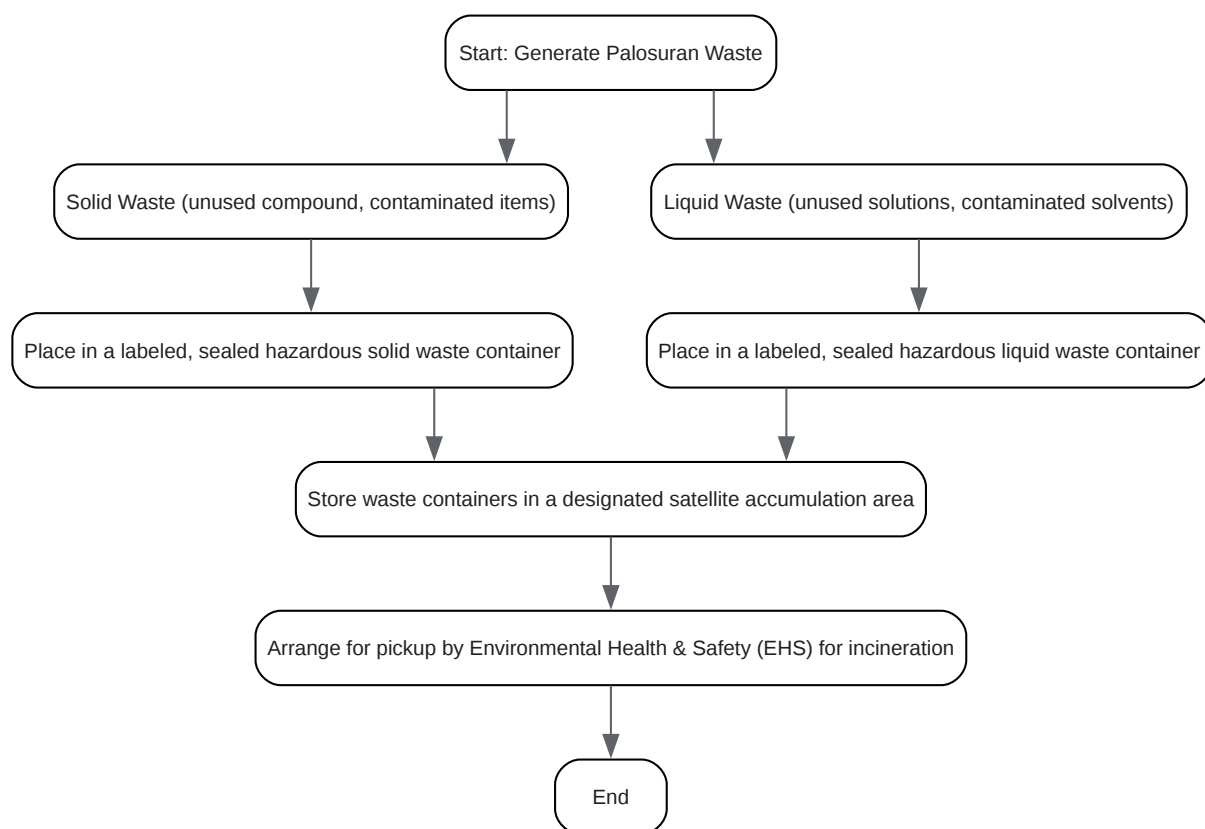 Start: Generate Palosuran Waste
Solid Waste (unused compound, contaminated items)
Liquid Waste (unused solutions, contaminated solvents)
Place in a labeled, sealed hazardous solid waste container
Place in a labeled, sealed hazardous liquid waste container
Store waste containers in a designated satellite accumulation area
Arrange for pickup by Environmental Health & Safety (EHS) for incineration
End